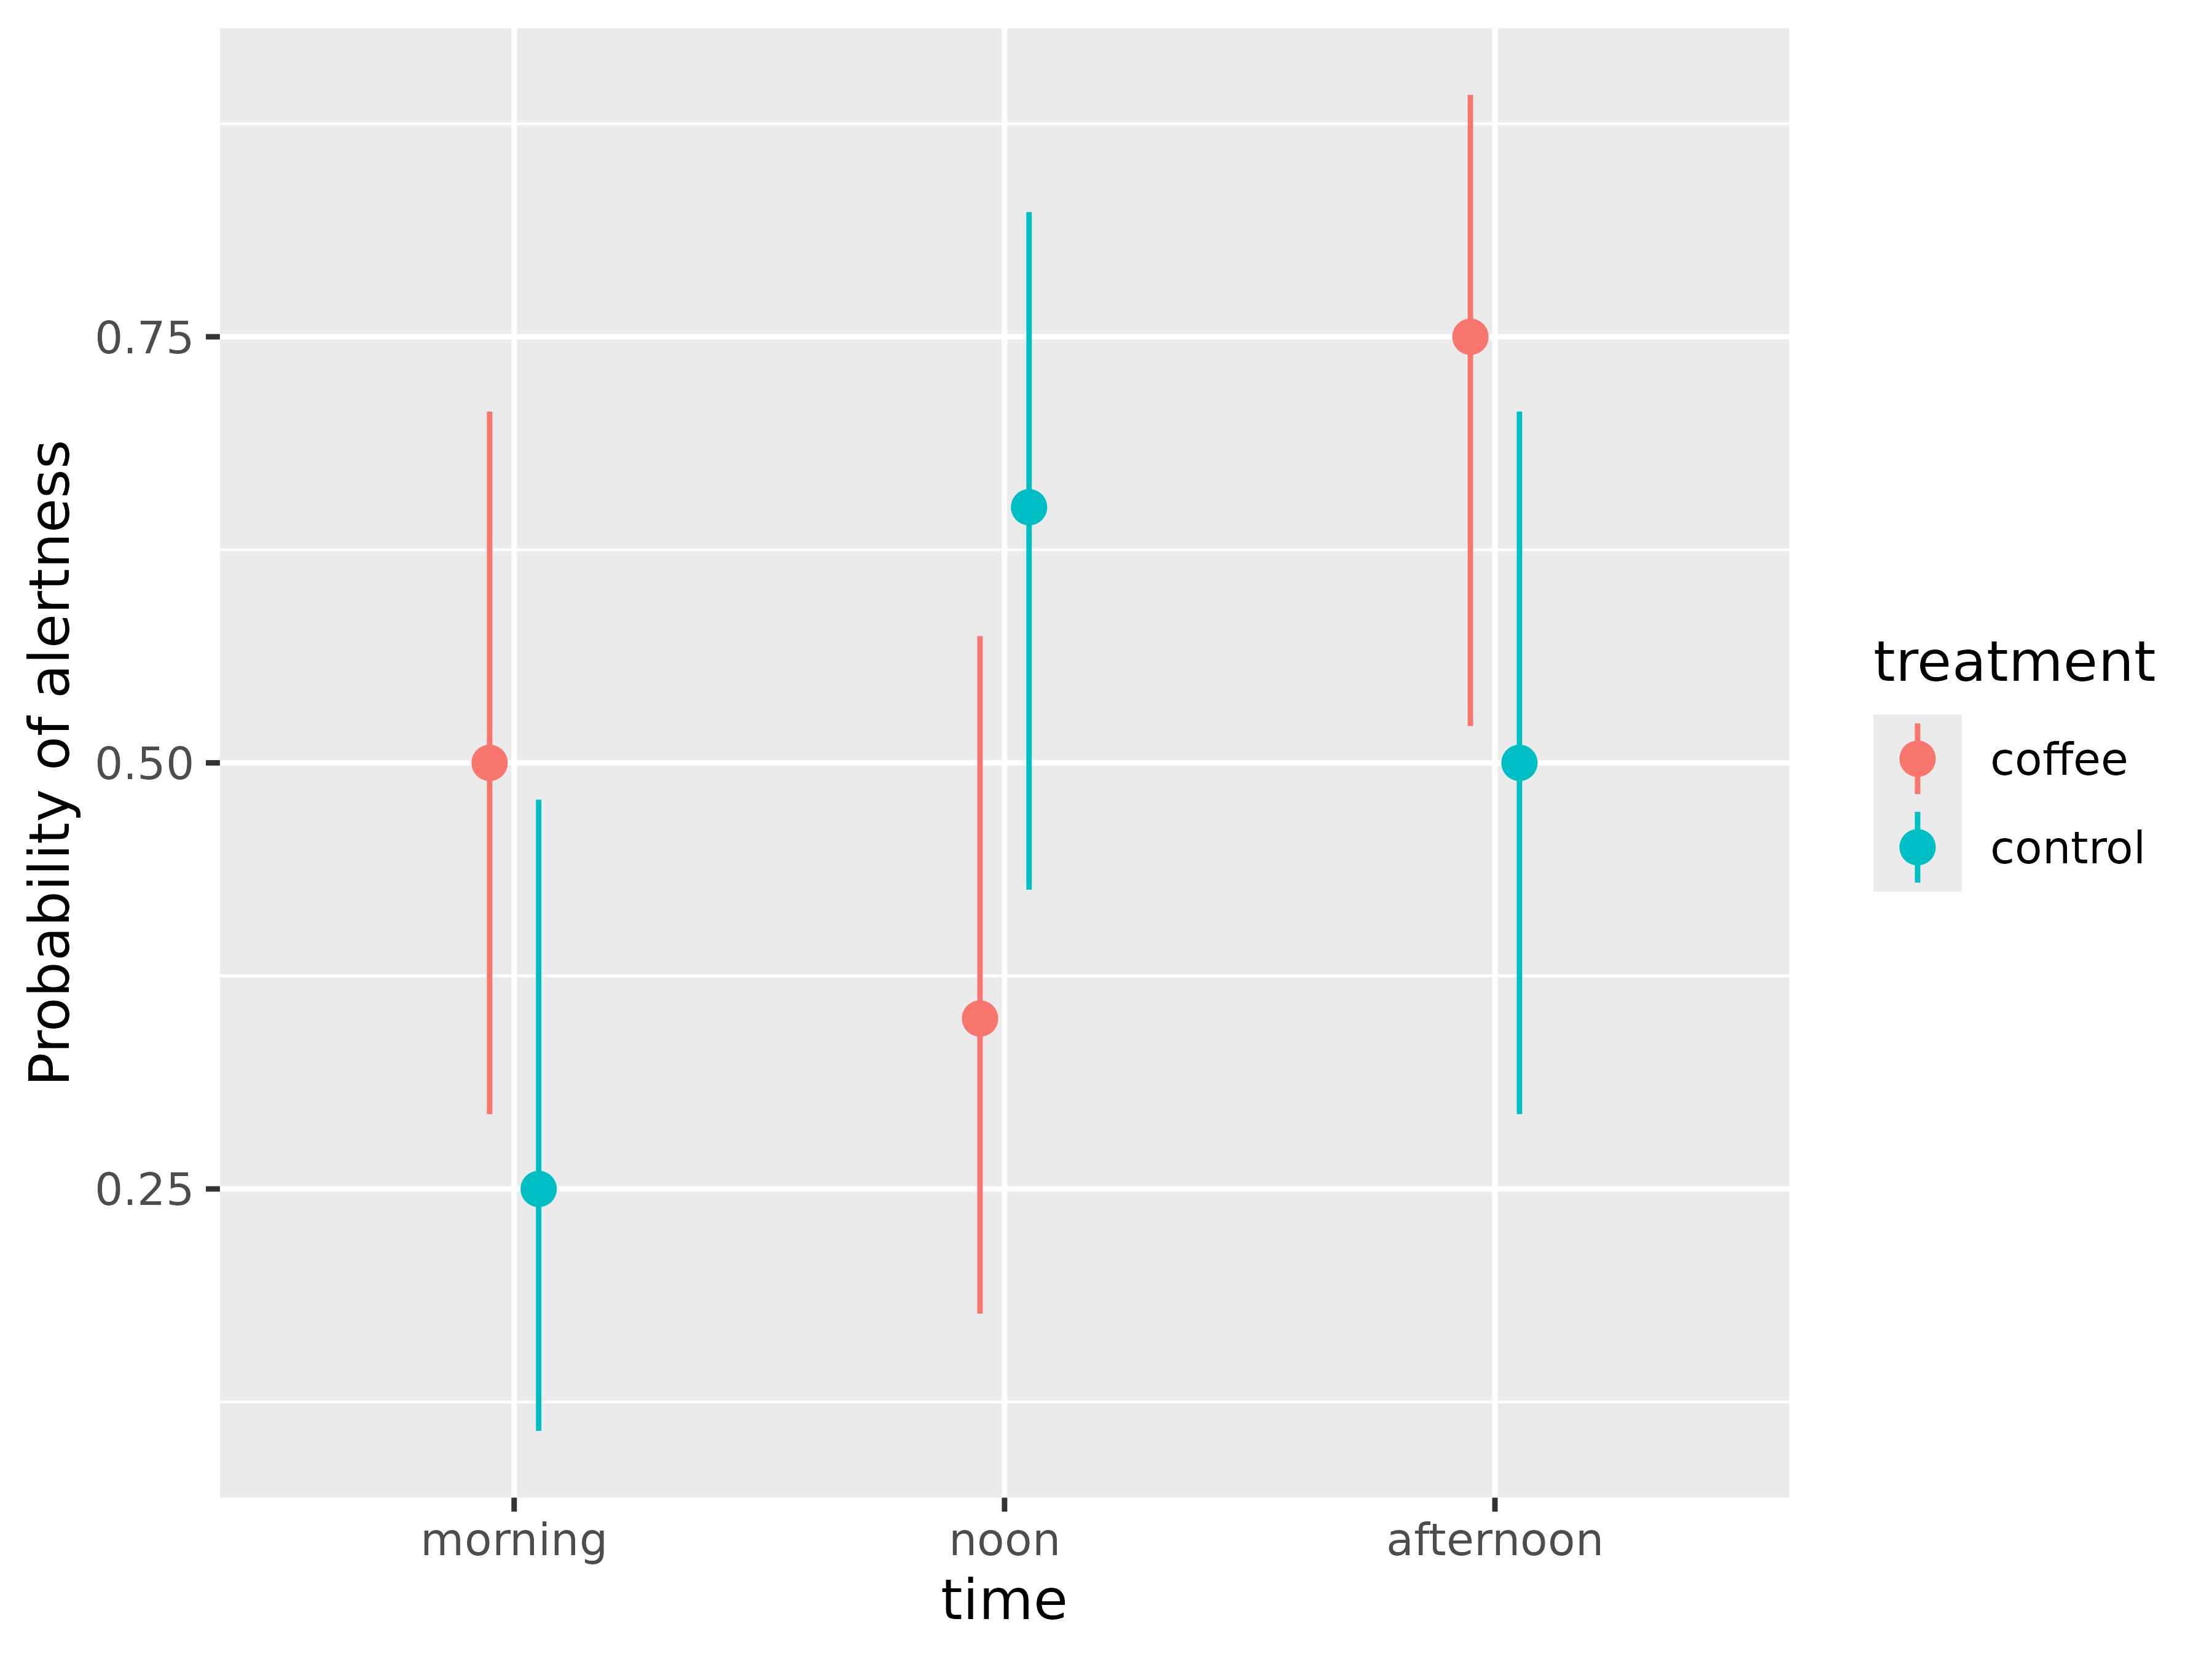 Probability of alertness
0.75
0.50
0.25
morning noon afternoon
time
treatment
coffee
control